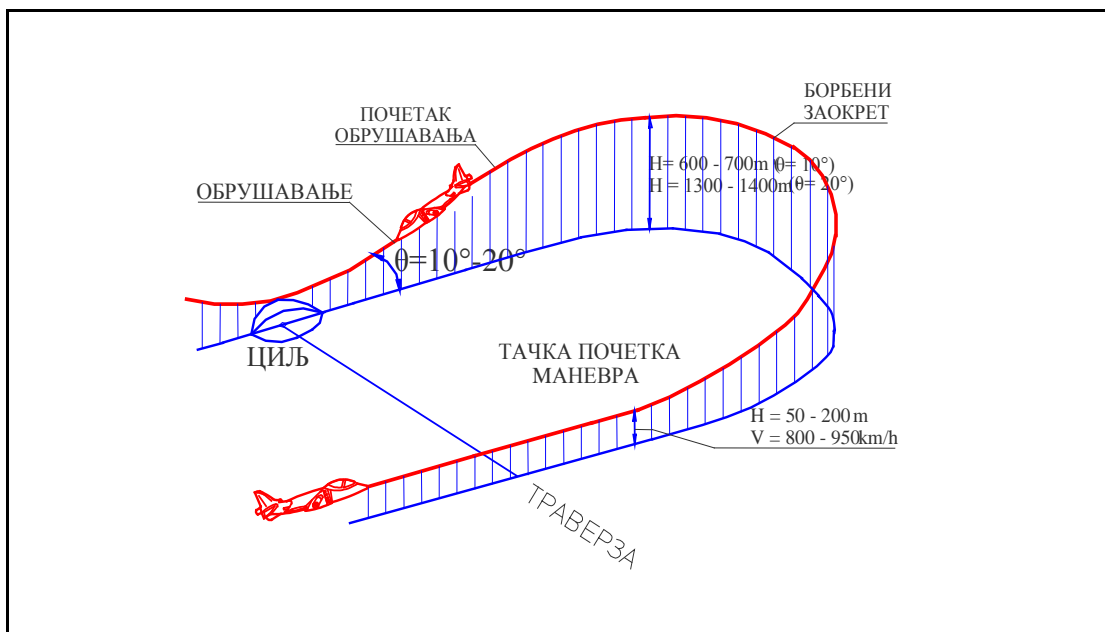 БОРБЕНИ
ЗАОКРЕТ
ПОЧЕТАК
ОБРУШАВАЊА
H= 600 - 700m (θ= 10°)
H = 1300 - 1400m (θ= 20°)
ОБРУШАВАЊЕ
θ=10°-20°
ЦИЉ
ТАЧКА ПОЧЕТКА
МАНЕВРА
H = 50 - 200 m
V = 800 - 950km/h
ТРАВЕРЗА